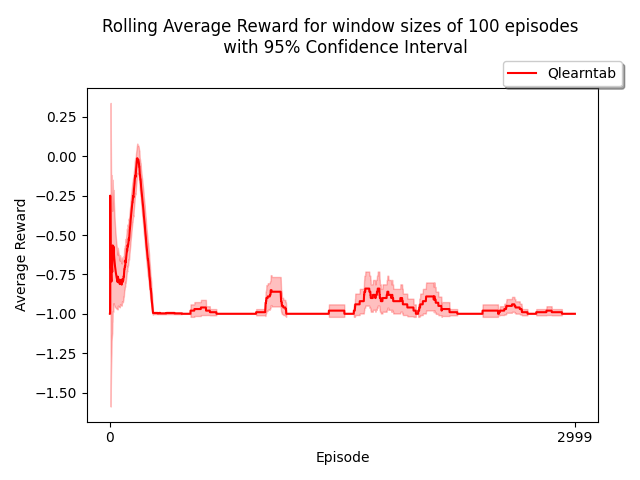 Rolling Average Reward for window sizes of 100 episodes
with 95% Confidence Interval
Qlearntab
0.25
0.00
−0.25
−0.50
−0.75
−1.00
−1.25
−1.50
Average Reward
0
2999
Episode